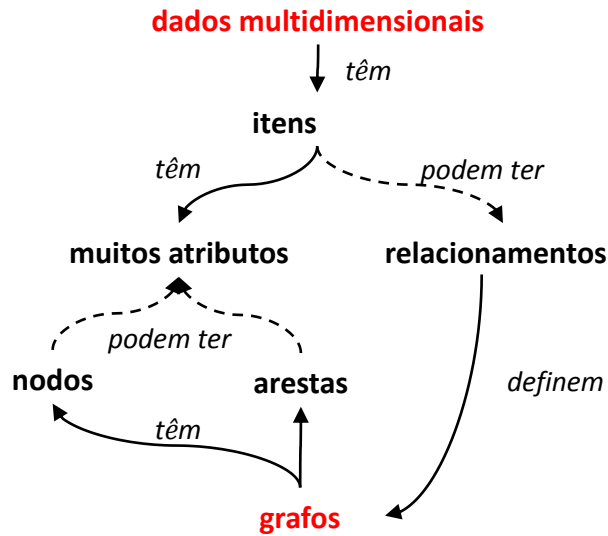 dados multidimensionais
têm
itens
têm
podem ter
muitos atributos
relacionamentos
podem ter
nodos
arestas
definem
têm
grafos